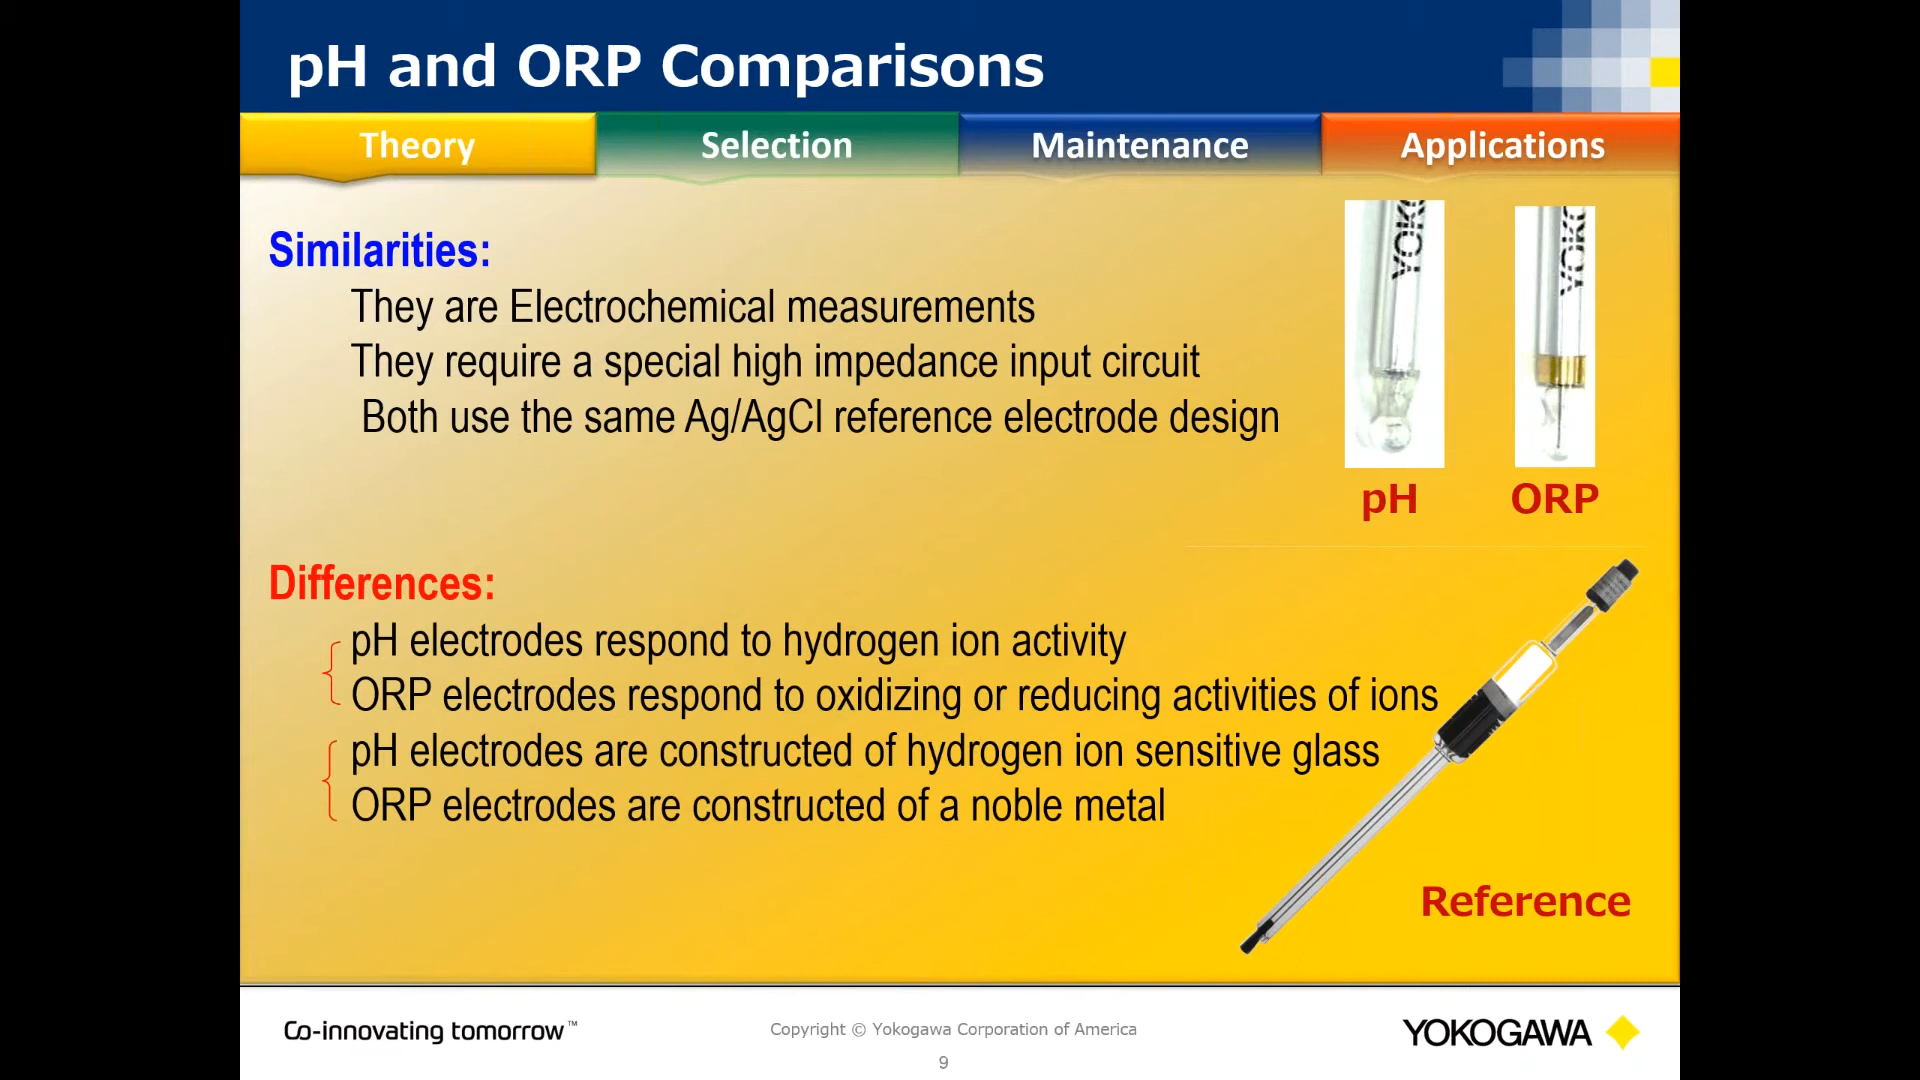 pH and ORP Comparisons
Theory
Selection
Maintenance
Applications
Similarities:
They are Electrochemical measurements
They require a special high impedance input circuit
Both use the same Ag/AgCl reference electrode design
YOKO
YOKO
pH
ORP
Differences:
pH electrodes respond to hydrogen ion activity
ORP electrodes respond to oxidizing or reducing activities of ions
pH electrodes are constructed of hydrogen ion sensitive glass
ORP electrodes are constructed of a noble metal
Reference
Co-innovating tomorrow™
Copyright © Yokogawa Corporation of America
YOKOGAWA
9